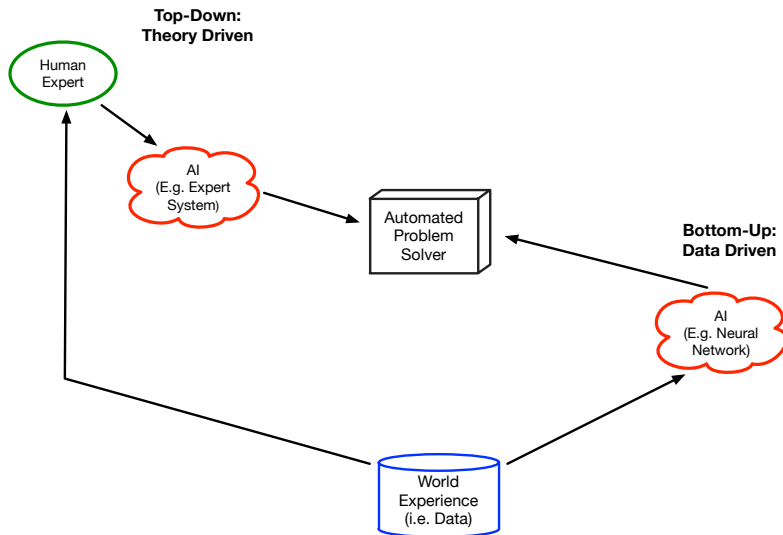 Top-Down:
Theory Driven
Human
Expert
AI
(E.g. Expert
System)
Automated
Problem
Solver
Bottom-Up:
Data Driven
AI
(E.g. Neural
Network)
World
Experience
(i.e. Data)